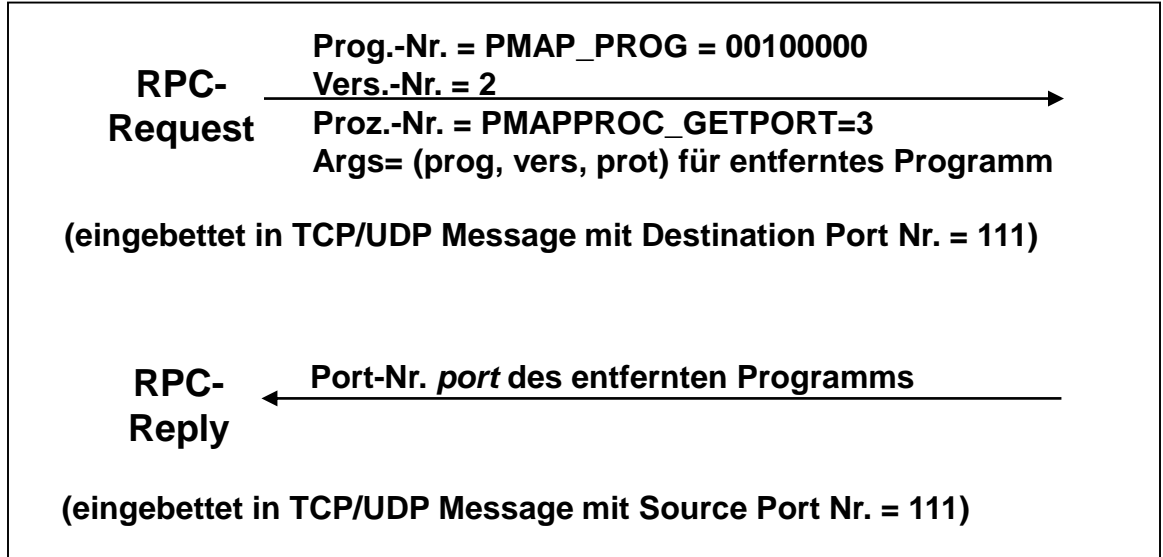 Prog.-Nr. = PMAP_PROG = 00100000
RPC-
Vers.-Nr. = 2
Request
Proz.-Nr. = PMAPPROC_GETPORT=3
Args= (prog, vers, prot) für entferntes Programm
(eingebettet in TCP/UDP Message mit Destination Port Nr. = 111)
RPC-
Port-Nr. port des entfernten Programms
Reply
(eingebettet in TCP/UDP Message mit Source Port Nr. = 111)